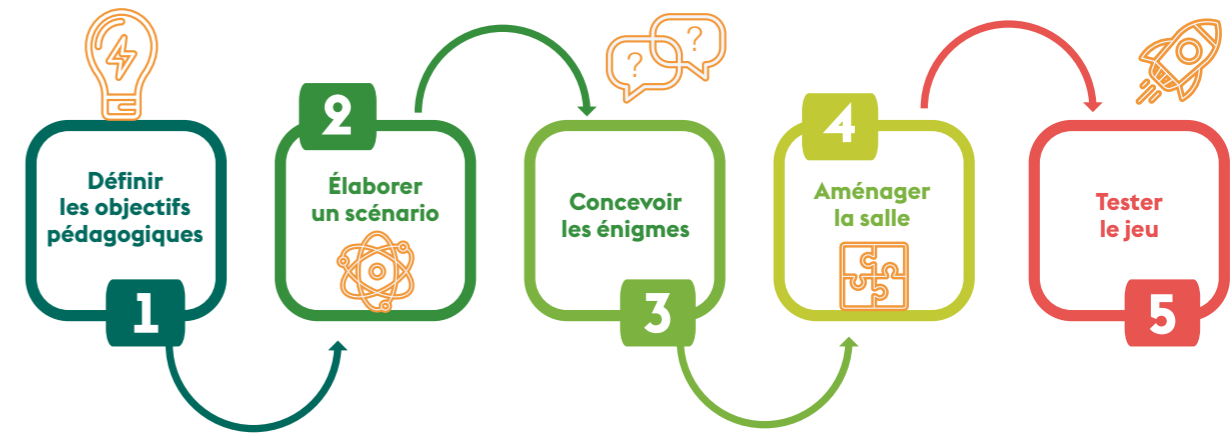 1
Définir
les objectifs
pédagogiques
2
Élaborer
un scénario
? ?
3
Concevoir
les énigmes
4
Aménager
la salle
5
Tester
le jeu